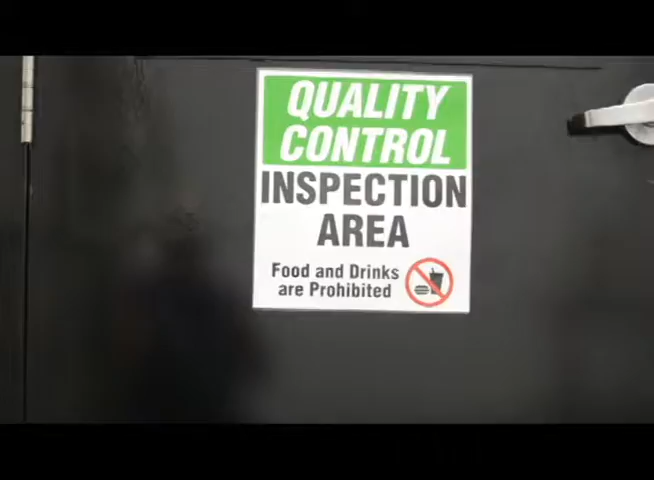 QUALITY
CONTROL
INSPECTION
AREA
Food and Drinks
are Prohibited